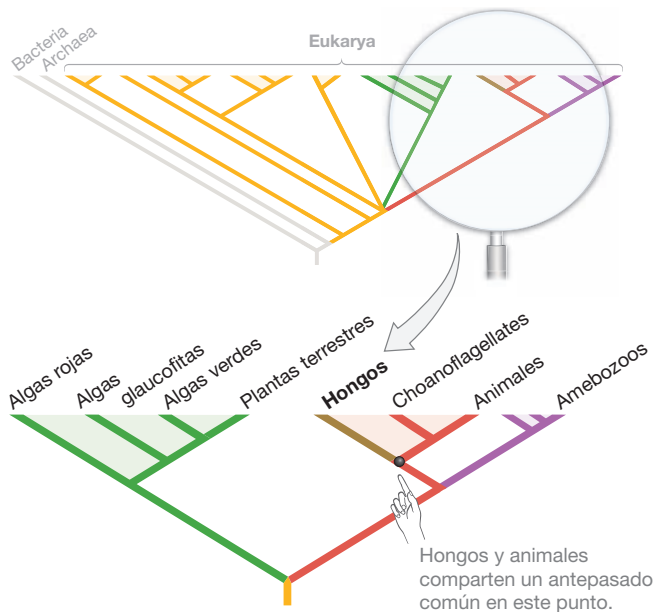 Bacteria
Archaea
Eukarya
Algas rojas
Algas
glaucofitas
Algas verdes
Plantas terrestres
Hongos
Choanoflagellates
Animales
Amebozoos
Hongos y animales
comparten un antepasado
común en este punto.